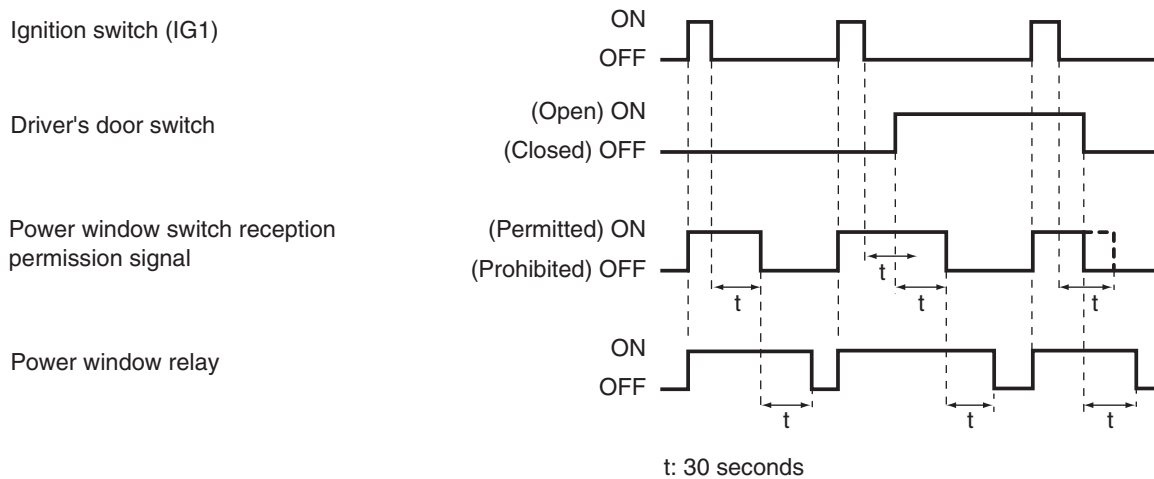 Ignition switch (IG1)
ON
OFF
Driver's door switch
(Open) ON
(Closed) OFF
Power window switch reception
permission signal
(Permitted) ON
(Prohibited) OFF
t
t
t
t
Power window relay
ON
OFF
t
t
t
t: 30 seconds